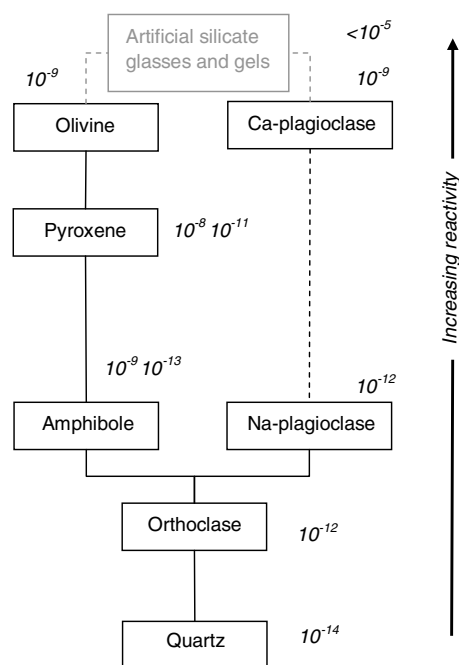 Artificial silicate
glasses and gels
<10⁻⁵
10⁻⁹
10⁻⁹
Olivine
Ca-plagioclase
Pyroxene
10⁻⁸ 10⁻¹¹
10⁻⁹ 10⁻¹³
10⁻¹²
Amphibole
Na-plagioclase
Orthoclase
10⁻¹²
Quartz
10⁻¹⁴
Increasing reactivity